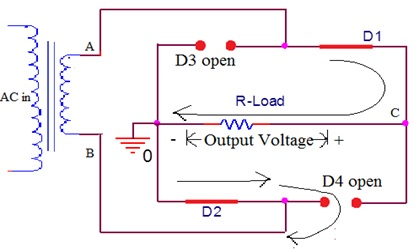 A
D1
D3 open
AC in
R-Load
C
- Output Voltage +
B
0
D4 open
D2